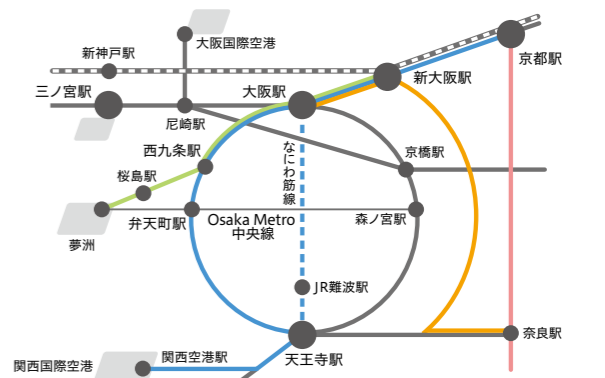 大阪国際空港
京都駅
新神戸駅
新大阪駅
三ノ宮駅
大阪駅
尼崎駅
西九条駅
なにわ筋線
京橋駅
桜島駅
夢洲
弁天町駅
Osaka Metro
中央線
森ノ宮駅
JR難波駅
奈良駅
天王寺駅
関西空港駅
関西国際空港